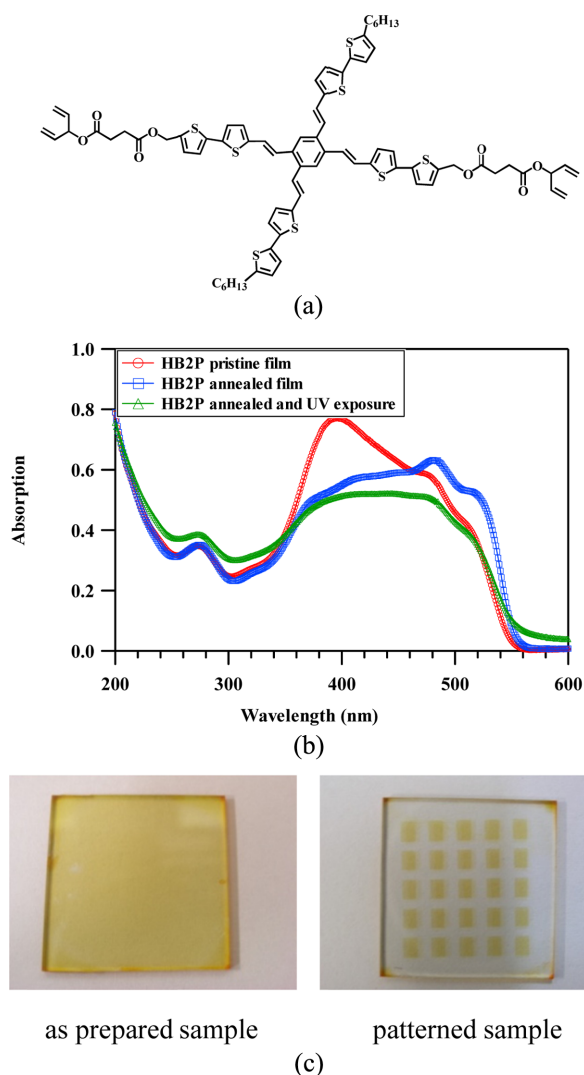 (a)
C6H13
S
S
O
O
O
O
S
S
S
S
O
O
O
O
S
S
C6H13
(b)
HB2P pristine film
HB2P annealed film
HB2P annealed and UV exposure
Absorption
1.0
0.8
0.6
0.4
0.2
0.0
200
300
400
500
600
Wavelength (nm)
(b)
as prepared sample
patterned sample
(c)